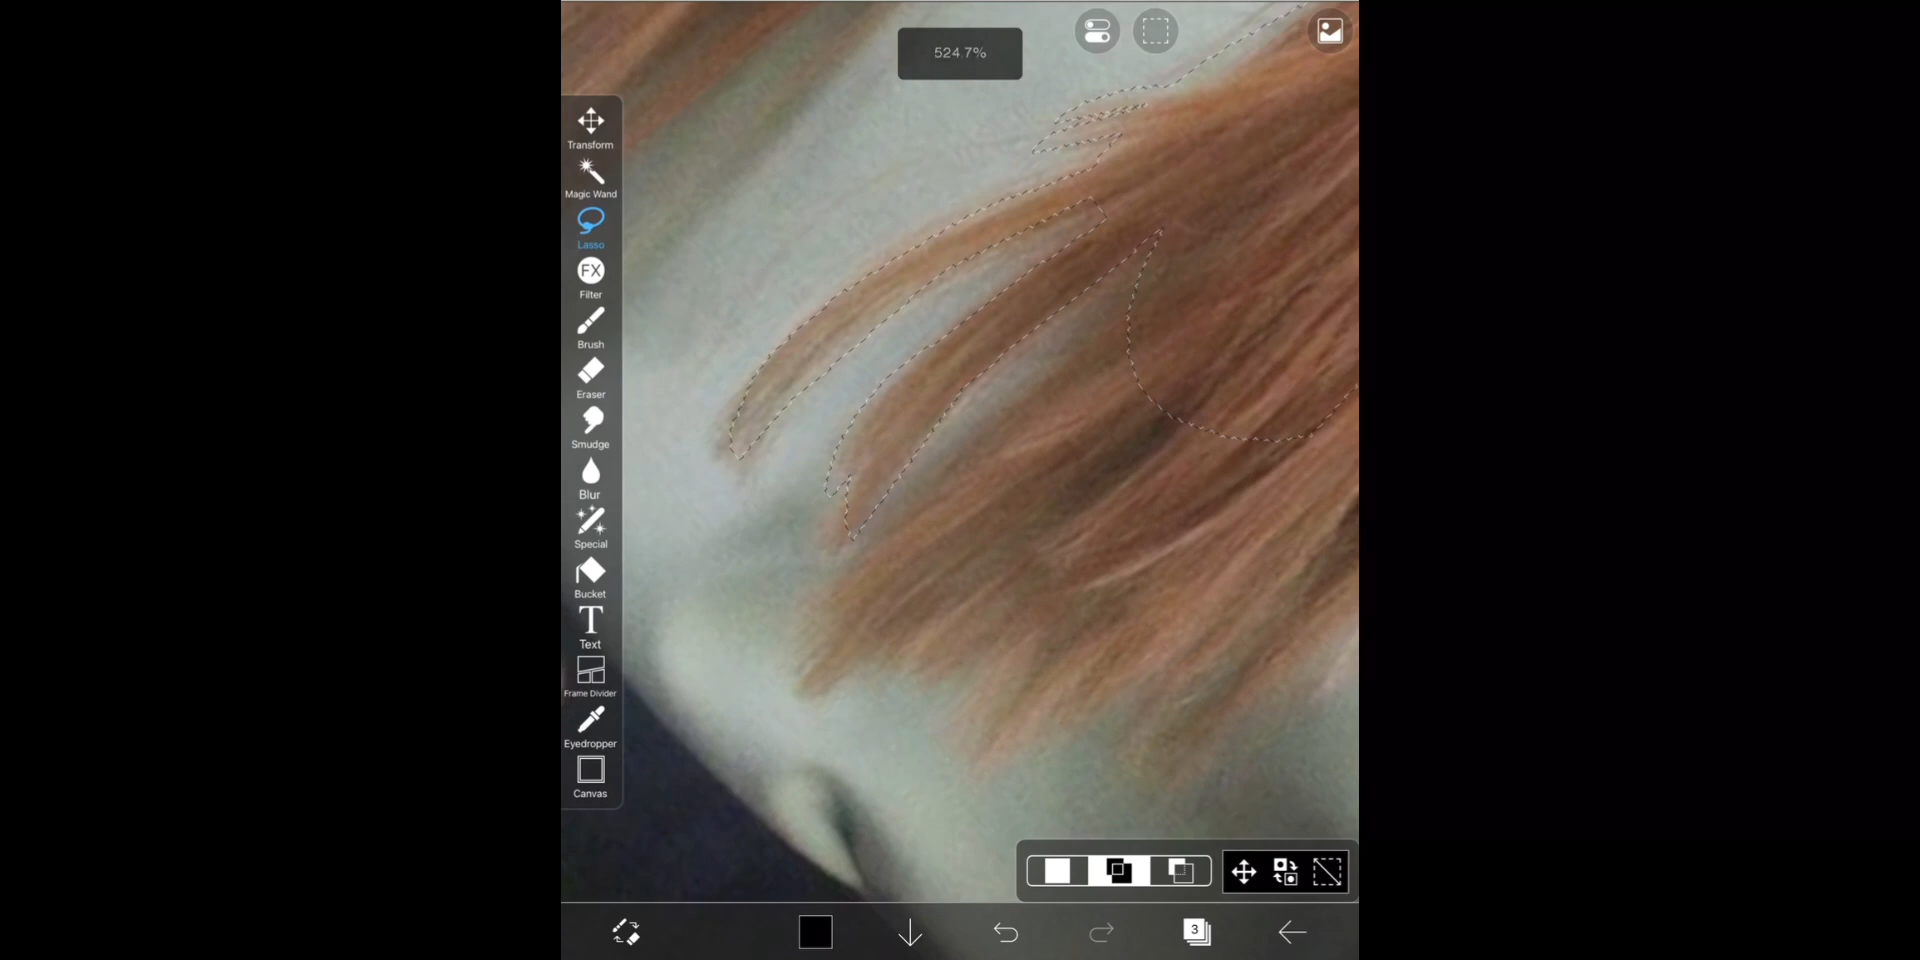 524.7%
Transform
Magic Wand
Lasso
FX
Filter
Brush
Eraser
Smudge
Blur
Special
Bucket
T
Text
Frame Divider
Eyedropper
Canvas
3